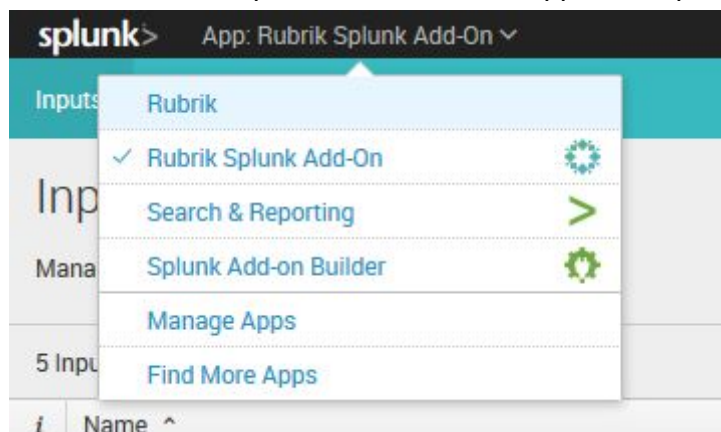 splunk> App: Rubrik Splunk Add-On
Inputs
Rubrik
Rubrik Splunk Add-On
Inp
Search & Reporting
Mana
Splunk Add-on Builder
Manage Apps
5 Inpu
Find More Apps
i Name